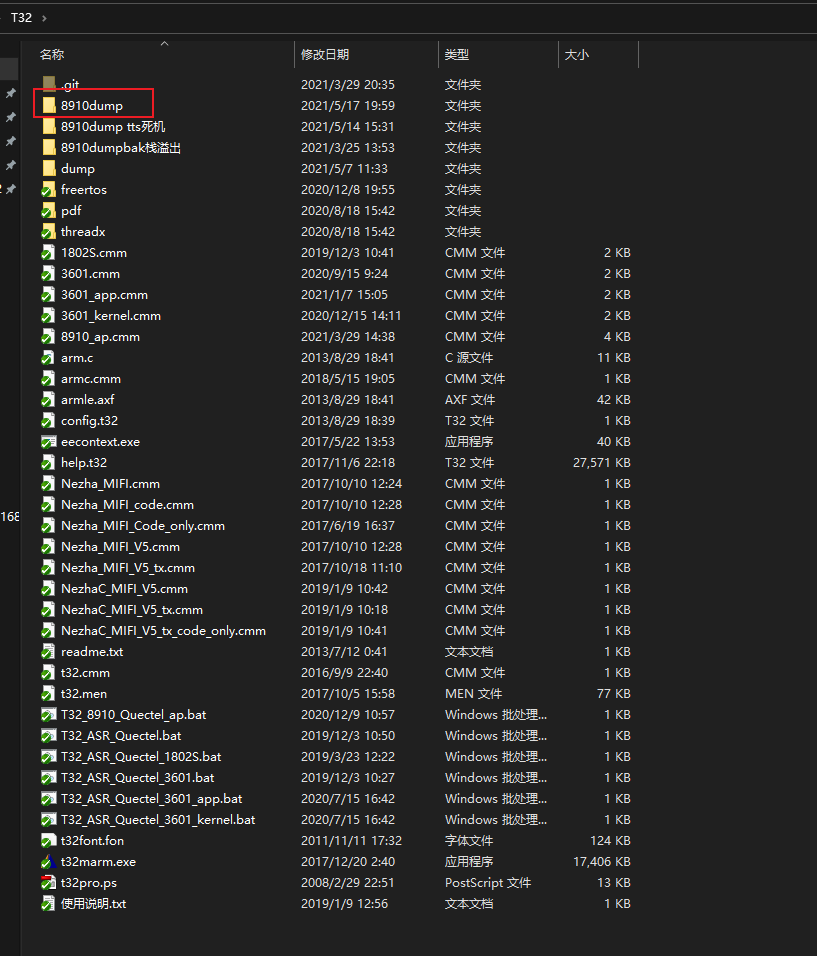 T32 >
名称 修改日期 类型 大小
.git 2021/3/29 20:35 文件夹
8910dump 2021/5/17 19:59 文件夹
8910dump tts死机 2021/5/14 15:31 文件夹
8910dumpbak栈溢出 2021/3/25 13:53 文件夹
dump 2021/5/7 11:33 文件夹
freertos 2020/12/8 19:55 文件夹
pdf 2020/8/18 15:42 文件夹
threadx 2020/8/18 15:42 文件夹
1802S.cmm 2019/12/3 10:41 CMM 文件 2 KB
3601.cmm 2020/9/15 9:24 CMM 文件 2 KB
3601_app.cmm 2021/1/7 15:05 CMM 文件 2 KB
3601_kernel.cmm 2020/12/15 14:11 CMM 文件 2 KB
8910_ap.cmm 2021/3/29 14:38 CMM 文件 4 KB
arm.c 2013/8/29 18:41 C 源文件 11 KB
armc.cmm 2018/5/15 19:05 CMM 文件 1 KB
armle.axf 2013/8/29 18:41 AXF 文件 42 KB
config.t32 2013/8/29 18:39 T32 文件 1 KB
eecontext.exe 2017/5/22 13:53 应用程序 40 KB
help.t32 2017/11/6 22:18 T32 文件 27,571 KB
Nezha_MIFI.cmm 2017/10/10 12:24 CMM 文件 1 KB
Nezha_MIFI_code.cmm 2017/10/10 12:28 CMM 文件 1 KB
168 Nezha_MIFI_Code_only.cmm 2017/6/19 16:37 CMM 文件 1 KB
Nezha_MIFI_V5.cmm 2017/10/10 12:28 CMM 文件 1 KB
Nezha_MIFI_V5_tx.cmm 2017/10/18 11:10 CMM 文件 1 KB
NezhaC_MIFI_V5.cmm 2019/1/9 10:42 CMM 文件 1 KB
NezhaC_MIFI_V5_tx.cmm 2019/1/9 10:18 CMM 文件 1 KB
NezhaC_MIFI_V5_tx_code_only.cmm 2019/1/9 10:41 CMM 文件 1 KB
readme.txt 2013/7/12 0:41 文本文档 1 KB
t32.cmm 2016/9/9 22:40 CMM 文件 1 KB
t32.men 2017/10/5 15:58 MEN 文件 77 KB
T32_8910_Quectel_ap.bat 2020/12/9 10:57 Windows 批处理... 1 KB
T32_ASR_Quectel.bat 2019/12/3 10:50 Windows 批处理... 1 KB
T32_ASR_Quectel_1802S.bat 2019/3/23 12:22 Windows 批处理... 1 KB
T32_ASR_Quectel_3601.bat 2019/12/3 10:27 Windows 批处理... 1 KB
T32_ASR_Quectel_3601_app.bat 2020/7/15 16:42 Windows 批处理... 1 KB
T32_ASR_Quectel_3601_kernel.bat 2020/7/15 16:42 Windows 批处理... 1 KB
t32font.fon 2011/11/11 17:32 字体文件 124 KB
t32marm.exe 2017/12/20 2:40 应用程序 17,406 KB
t32pro.ps 2008/2/29 22:51 PostScript 文件 13 KB
使用说明.txt 2019/1/9 12:56 文本文档 1 KB